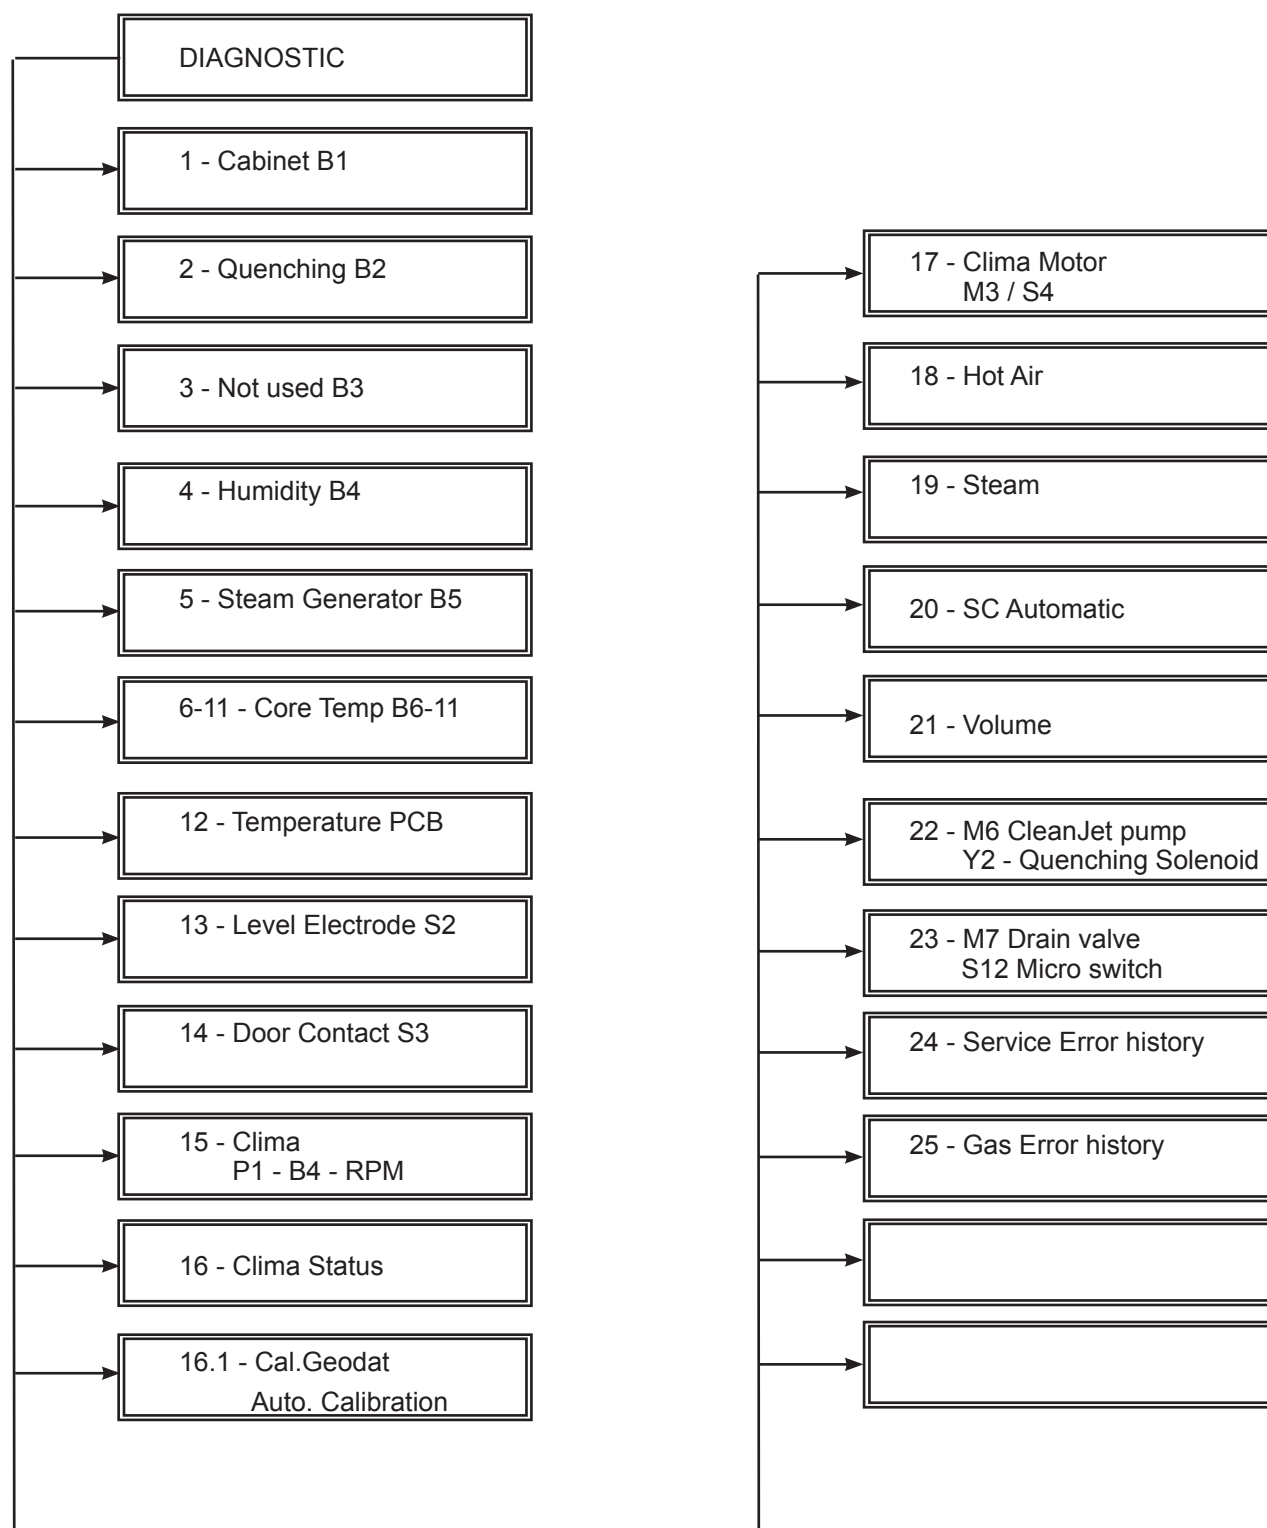 DIAGNOSTIC
1 - Cabinet B1
2 - Quenching B2
3 - Not used B3
4 - Humidity B4
5 - Steam Generator B5
6-11 - Core Temp B6-11
12 - Temperature PCB
13 - Level Electrode S2
14 - Door Contact S3
15 - Clima
P1 - B4 - RPM
16 - Clima Status
16.1 - Cal.Geodat
Auto. Calibration
17 - Clima Motor
M3 / S4
18 - Hot Air
19 - Steam
20 - SC Automatic
21 - Volume
22 - M6 CleanJet pump
Y2 - Quenching Solenoid
23 - M7 Drain valve
S12 Micro switch
24 - Service Error history
25 - Gas Error history